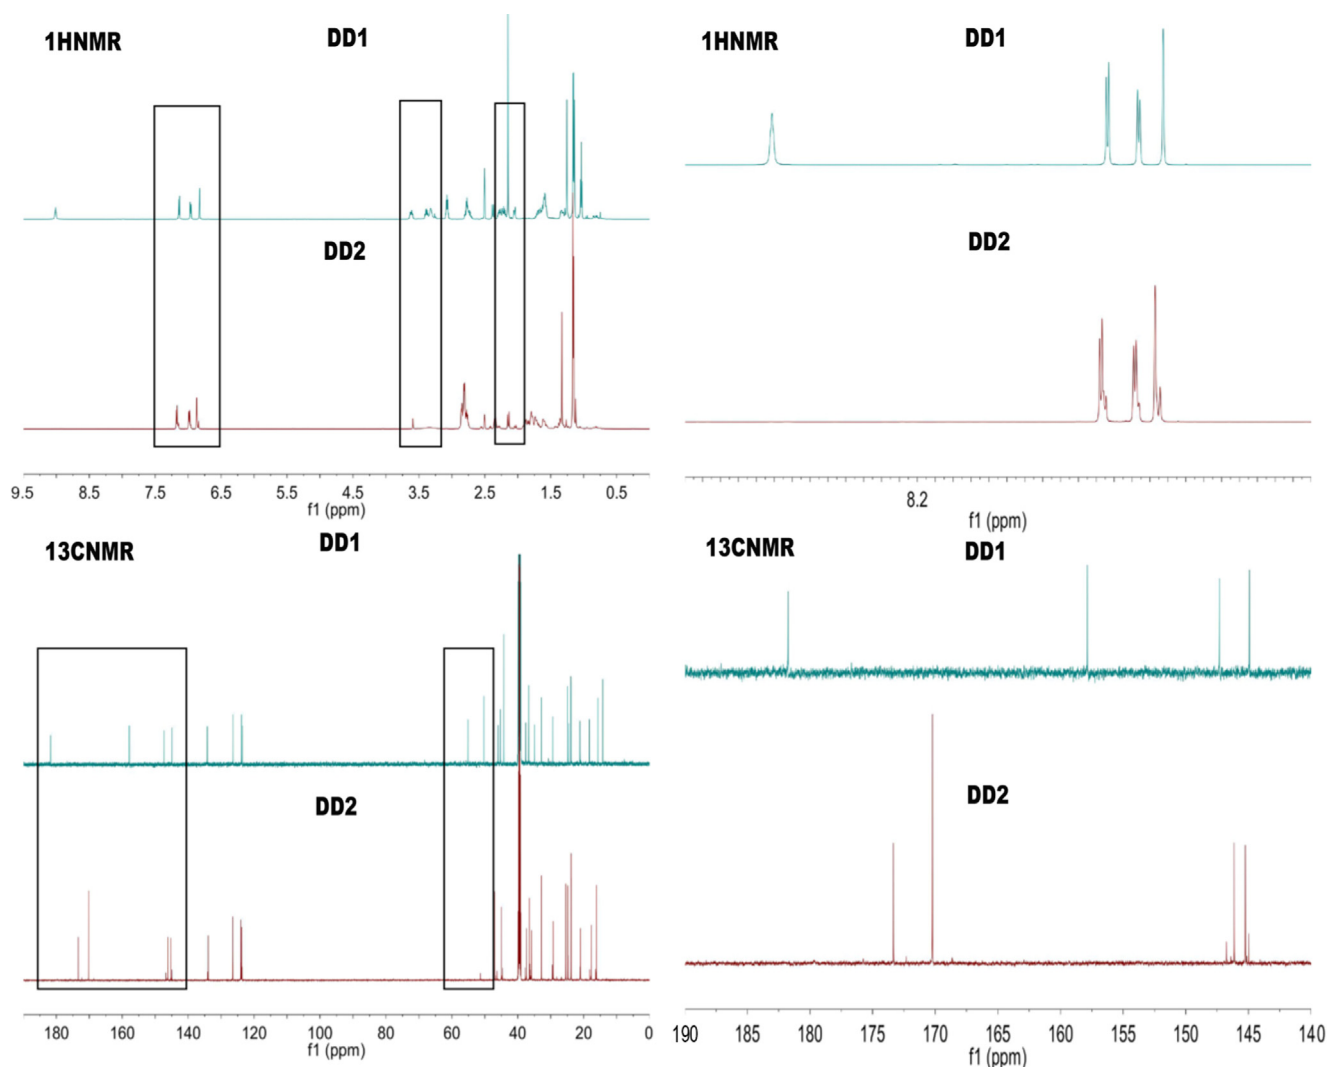 1HNMR DD1
DD2
9.5 8.5 7.5 6.5 5.5 4.5 3.5 2.5 1.5 0.5
f1 (ppm)
1HNMR DD1
DD2
8.2
f1 (ppm)
13CNMR DD1
DD2
180 160 140 120 100 80 60 40 20 0
f1 (ppm)
13CNMR DD1
DD2
190 185 180 175 170 165 160 155 150 145 140
f1 (ppm)